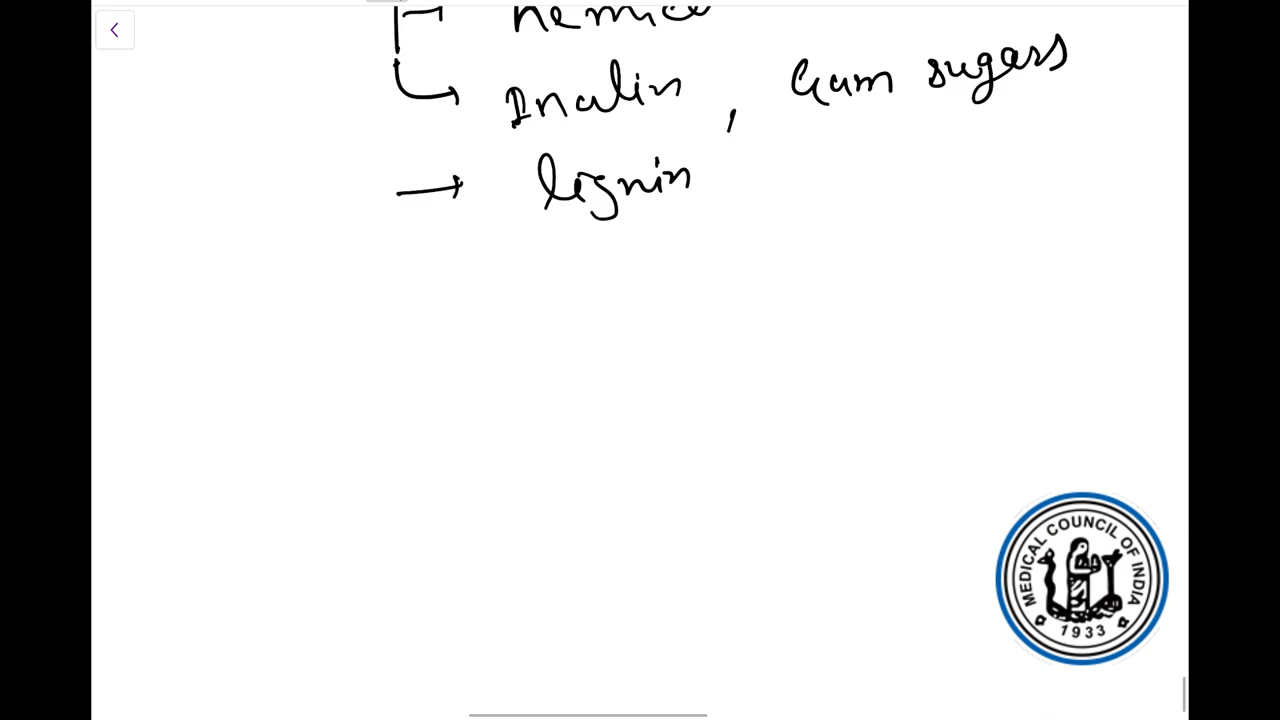 Inulin , Gum sugars
→ lignin
MEDICAL COUNCIL OF INDIA
1933